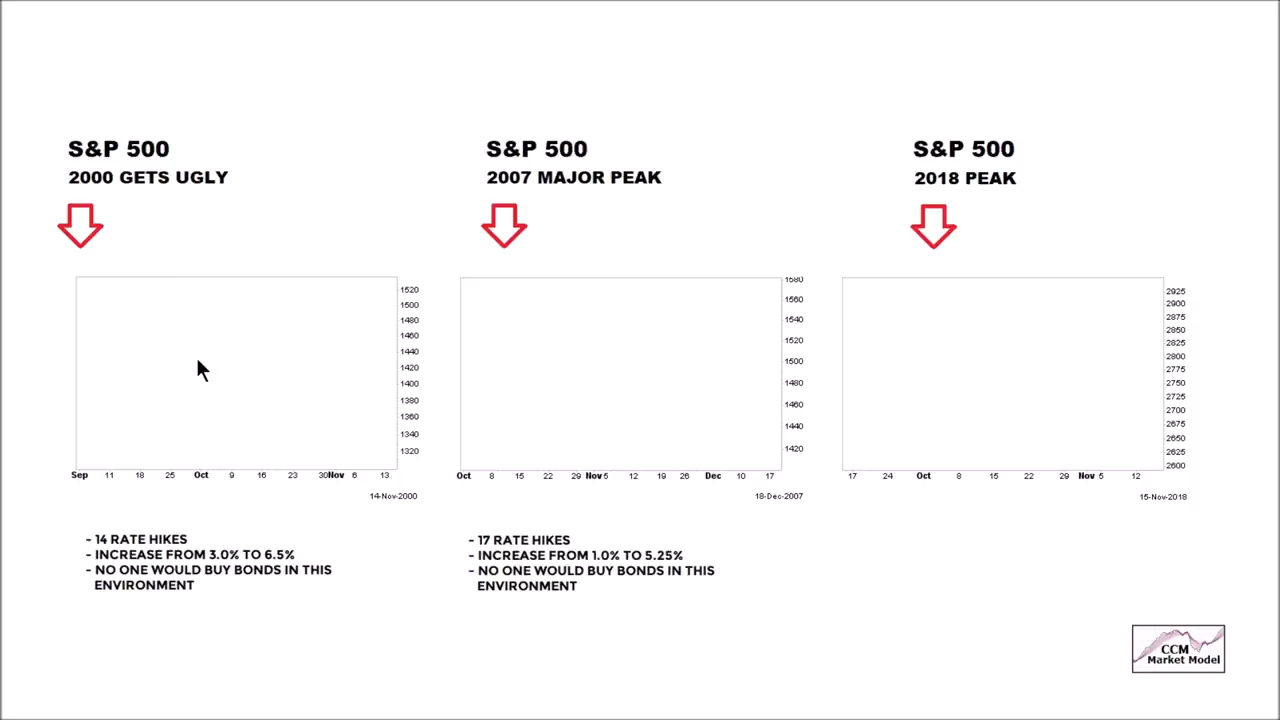 S&P 500
2000 GETS UGLY
1520
1500
1480
1460
1440
1420
1400
1380
1360
1340
1320
Sep 11 18 25 Oct 9 16 23 30 Nov 6 13
14-Nov-2000
- 14 RATE HIKES
- INCREASE FROM 3.0% TO 6.5%
- NO ONE WOULD BUY BONDS IN THIS
ENVIRONMENT
S&P 500
2007 MAJOR PEAK
1580
1560
1540
1520
1500
1480
1460
1440
1420
Oct 8 15 22 29 Nov 5 12 19 26 Dec 10 17
18-Dec-2007
- 17 RATE HIKES
- INCREASE FROM 1.0% TO 5.25%
- NO ONE WOULD BUY BONDS IN THIS
ENVIRONMENT
S&P 500
2018 PEAK
2925
2900
2875
2850
2825
2800
2775
2750
2725
2700
2675
2650
2625
2600
17 24 Oct 8 15 22 29 Nov 5 12
15-Nov-2018
CCM
Market Model